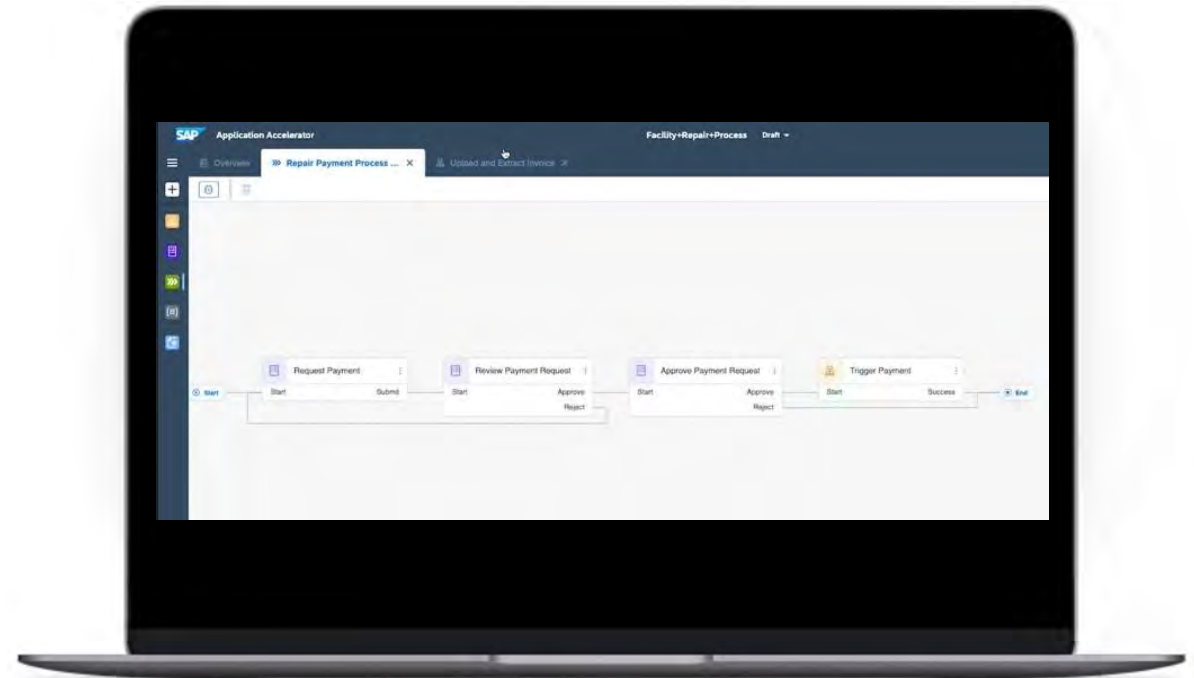 SAP Application Accelerator Facility+Repair+Process Draft
Overview Repair Payment Process ... X Upload and Extract Invoice X
Request Payment Review Payment Request Approve Payment Request Trigger Payment
Start Start Submit Start Approve Start Approve Start Success End
Reject Reject